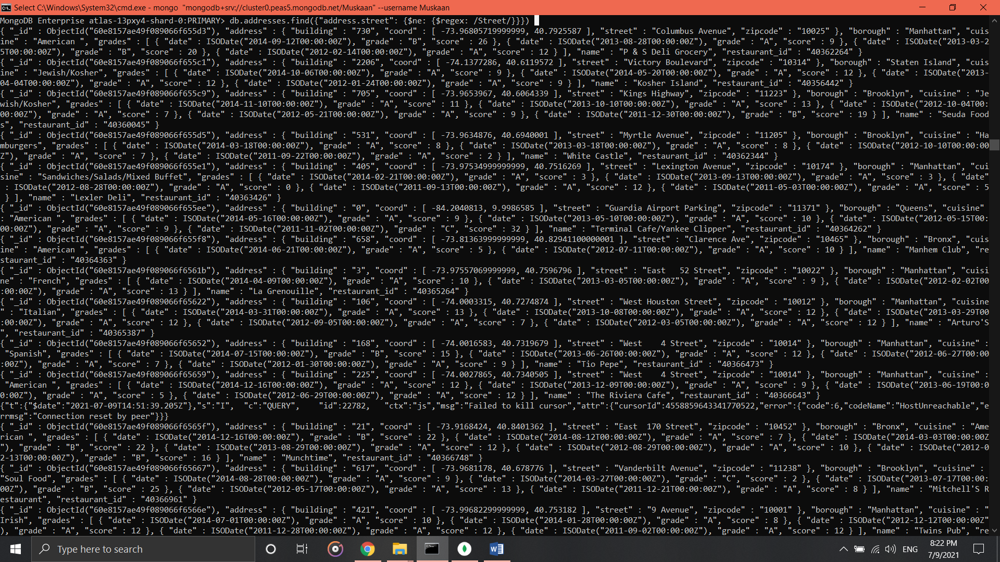 Select C:\Windows\System32\cmd.exe - mongo  "mongodb+srv://cluster0.peas5.mongodb.net/Muskaan" --username Muskaan
MongoDB Enterprise atlas-13pxy4-shard-0:PRIMARY> db.addresses.find({"address.street": {$ne: {$regex: /Street/}}})
{ "_id" : ObjectId("60e8157ae49f089066f655d3"), "address" : { "building" : "730", "coord" : [ -73.96805719999999, 40.7925587 ], "street" : "Columbus Avenue", "zipcode" : "10025" }, "borough" : "Manhattan", "cuis
ine" : "American ", "grades" : [ { "date" : ISODate("2014-09-12T00:00:00Z"), "grade" : "B", "score" : 26 }, { "date" : ISODate("2013-08-28T00:00:00Z"), "grade" : "A", "score" : 9 }, { "date" : ISODate("2013-03-2
5T00:00:00Z"), "grade" : "B", "score" : 20 }, { "date" : ISODate("2012-02-14T00:00:00Z"), "grade" : "A", "score" : 12 } ], "name" : "P & S Deli Grocery", "restaurant_id" : "40362264" }
{ "_id" : ObjectId("60e8157ae49f089066f655c1"), "address" : { "building" : "2206", "coord" : [ -74.1377286, 40.6119572 ], "street" : "Victory Boulevard", "zipcode" : "10314" }, "borough" : "Staten Island", "cuis
ine" : "Jewish/Kosher", "grades" : [ { "date" : ISODate("2014-10-06T00:00:00Z"), "grade" : "A", "score" : 9 }, { "date" : ISODate("2014-05-20T00:00:00Z"), "grade" : "A", "score" : 12 }, { "date" : ISODate("2013-
04-04T00:00:00Z"), "grade" : "A", "score" : 12 }, { "date" : ISODate("2012-01-24T00:00:00Z"), "grade" : "A", "score" : 9 } ], "name" : "Kosher Island", "restaurant_id" : "40356442" }
{ "_id" : ObjectId("60e8157ae49f089066f655c9"), "address" : { "building" : "705", "coord" : [ -73.9653967, 40.6064339 ], "street" : "Kings Highway", "zipcode" : "11223" }, "borough" : "Brooklyn", "cuisine" : "Je
wish/Kosher", "grades" : [ { "date" : ISODate("2014-11-10T00:00:00Z"), "grade" : "A", "score" : 11 }, { "date" : ISODate("2013-10-10T00:00:00Z"), "grade" : "A", "score" : 13 }, { "date" : ISODate("2012-10-04T00:
00:00Z"), "grade" : "A", "score" : 7 }, { "date" : ISODate("2012-05-21T00:00:00Z"), "grade" : "A", "score" : 9 }, { "date" : ISODate("2011-12-30T00:00:00Z"), "grade" : "B", "score" : 19 } ], "name" : "Seuda Food
s", "restaurant_id" : "40360045" }
{ "_id" : ObjectId("60e8157ae49f089066f655d5"), "address" : { "building" : "531", "coord" : [ -73.9634876, 40.6940001 ], "street" : "Myrtle Avenue", "zipcode" : "11205" }, "borough" : "Brooklyn", "cuisine" : "Ha
mburgers", "grades" : [ { "date" : ISODate("2014-03-18T00:00:00Z"), "grade" : "A", "score" : 8 }, { "date" : ISODate("2013-03-18T00:00:00Z"), "grade" : "A", "score" : 8 }, { "date" : ISODate("2012-10-10T00:00:00
Z"), "grade" : "A", "score" : 7 }, { "date" : ISODate("2011-09-22T00:00:00Z"), "grade" : "A", "score" : 2 } ], "name" : "White Castle", "restaurant_id" : "40362344" }
{ "_id" : ObjectId("60e8157ae49f089066f655e1"), "address" : { "building" : "405", "coord" : [ -73.97534999999999, 40.7516269 ], "street" : "Lexington Avenue", "zipcode" : "10174" }, "borough" : "Manhattan", "cui
sine" : "Sandwiches/Salads/Mixed Buffet", "grades" : [ { "date" : ISODate("2014-02-21T00:00:00Z"), "grade" : "A", "score" : 3 }, { "date" : ISODate("2013-09-13T00:00:00Z"), "grade" : "A", "score" : 3 }, { "date"
 : ISODate("2012-08-28T00:00:00Z"), "grade" : "A", "score" : 0 }, { "date" : ISODate("2011-09-13T00:00:00Z"), "grade" : "A", "score" : 12 }, { "date" : ISODate("2011-05-03T00:00:00Z"), "grade" : "A", "score" : 5
 } ], "name" : "Lexler Deli", "restaurant_id" : "40363426" }
{ "_id" : ObjectId("60e8157ae49f089066f655ee"), "address" : { "building" : "0", "coord" : [ -84.2040813, 9.9986585 ], "street" : "Guardia Airport Parking", "zipcode" : "11371" }, "borough" : "Queens", "cuisine"
: "American ", "grades" : [ { "date" : ISODate("2014-05-16T00:00:00Z"), "grade" : "A", "score" : 9 }, { "date" : ISODate("2013-05-10T00:00:00Z"), "grade" : "A", "score" : 10 }, { "date" : ISODate("2012-05-15T00:
00:00Z"), "grade" : "A", "score" : 9 }, { "date" : ISODate("2011-11-02T00:00:00Z"), "grade" : "C", "score" : 32 } ], "name" : "Terminal Cafe/Yankee Clipper", "restaurant_id" : "40364262" }
{ "_id" : ObjectId("60e8157ae49f089066f655f8"), "address" : { "building" : "658", "coord" : [ -73.81363999999999, 40.82941100000001 ], "street" : "Clarence Ave", "zipcode" : "10465" }, "borough" : "Bronx", "cuis
ine" : "American ", "grades" : [ { "date" : ISODate("2014-06-21T00:00:00Z"), "grade" : "A", "score" : 5 }, { "date" : ISODate("2012-07-11T00:00:00Z"), "grade" : "A", "score" : 10 } ], "name" : "Manhem Club", "re
staurant_id" : "40364363" }
{ "_id" : ObjectId("60e8157ae49f089066f6561b"), "address" : { "building" : "3", "coord" : [ -73.97557069999999, 40.7596796 ], "street" : "East   52 Street", "zipcode" : "10022" }, "borough" : "Manhattan", "cuisi
ne" : "French", "grades" : [ { "date" : ISODate("2014-04-09T00:00:00Z"), "grade" : "A", "score" : 10 }, { "date" : ISODate("2013-03-05T00:00:00Z"), "grade" : "A", "score" : 9 }, { "date" : ISODate("2012-02-02T00
:00:00Z"), "grade" : "A", "score" : 13 } ], "name" : "La Grenouille", "restaurant_id" : "40365264" }
{ "_id" : ObjectId("60e8157ae49f089066f65622"), "address" : { "building" : "106", "coord" : [ -74.0003315, 40.7274874 ], "street" : "West Houston Street", "zipcode" : "10012" }, "borough" : "Manhattan", "cuisine
" : "Italian", "grades" : [ { "date" : ISODate("2014-03-31T00:00:00Z"), "grade" : "A", "score" : 13 }, { "date" : ISODate("2013-10-08T00:00:00Z"), "grade" : "A", "score" : 12 }, { "date" : ISODate("2013-03-29T00
:00:00Z"), "grade" : "A", "score" : 12 }, { "date" : ISODate("2012-09-05T00:00:00Z"), "grade" : "A", "score" : 7 }, { "date" : ISODate("2012-03-05T00:00:00Z"), "grade" : "A", "score" : 12 } ], "name" : "Arturo'S
", "restaurant_id" : "40365387" }
{ "_id" : ObjectId("60e8157ae49f089066f65652"), "address" : { "building" : "168", "coord" : [ -74.0016583, 40.7319679 ], "street" : "West    4 Street", "zipcode" : "10014" }, "borough" : "Manhattan", "cuisine" :
 "Spanish", "grades" : [ { "date" : ISODate("2014-07-15T00:00:00Z"), "grade" : "B", "score" : 15 }, { "date" : ISODate("2013-06-26T00:00:00Z"), "grade" : "A", "score" : 12 }, { "date" : ISODate("2012-06-27T00:00
:00Z"), "grade" : "A", "score" : 7 }, { "date" : ISODate("2012-01-30T00:00:00Z"), "grade" : "A", "score" : 9 } ], "name" : "Tio Pepe", "restaurant_id" : "40366473" }
{ "_id" : ObjectId("60e8157ae49f089066f65659"), "address" : { "building" : "225", "coord" : [ -74.0027865, 40.7340505 ], "street" : "West    4 Street", "zipcode" : "10014" }, "borough" : "Manhattan", "cuisine" :
 "American ", "grades" : [ { "date" : ISODate("2014-12-16T00:00:00Z"), "grade" : "A", "score" : 12 }, { "date" : ISODate("2013-12-09T00:00:00Z"), "grade" : "A", "score" : 9 }, { "date" : ISODate("2013-06-19T00:0
0:00Z"), "grade" : "A", "score" : 5 }, { "date" : ISODate("2012-06-29T00:00:00Z"), "grade" : "A", "score" : 12 } ], "name" : "The Riviera Cafe", "restaurant_id" : "40366643" }
{"t":{"$date":"2021-07-09T14:51:39.205Z"},"s":"I",  "c":"QUERY",    "id":22782,   "ctx":"js","msg":"Failed to kill cursor","attr":{"cursorId":4558859643341770522,"error":{"code":6,"codeName":"HostUnreachable","e
rrmsg":"Connection reset by peer"}}}
{ "_id" : ObjectId("60e8157ae49f089066f6565f"), "address" : { "building" : "21", "coord" : [ -73.9168424, 40.8401362 ], "street" : "East  170 Street", "zipcode" : "10452" }, "borough" : "Bronx", "cuisine" : "Ame
rican ", "grades" : [ { "date" : ISODate("2014-12-16T00:00:00Z"), "grade" : "B", "score" : 22 }, { "date" : ISODate("2014-08-12T00:00:00Z"), "grade" : "A", "score" : 7 }, { "date" : ISODate("2014-03-03T00:00:00Z
"), "grade" : "B", "score" : 22 }, { "date" : ISODate("2013-08-29T00:00:00Z"), "grade" : "A", "score" : 12 }, { "date" : ISODate("2012-08-29T00:00:00Z"), "grade" : "A", "score" : 10 }, { "date" : ISODate("2012-0
2-13T00:00:00Z"), "grade" : "B", "score" : 16 } ], "name" : "Munchtime", "restaurant_id" : "40366748" }
{ "_id" : ObjectId("60e8157ae49f089066f65667"), "address" : { "building" : "617", "coord" : [ -73.9681178, 40.678776 ], "street" : "Vanderbilt Avenue", "zipcode" : "11238" }, "borough" : "Brooklyn", "cuisine" :
"Soul Food", "grades" : [ { "date" : ISODate("2014-08-28T00:00:00Z"), "grade" : "A", "score" : 9 }, { "date" : ISODate("2014-03-27T00:00:00Z"), "grade" : "C", "score" : 2 }, { "date" : ISODate("2013-07-17T00:00:
00Z"), "grade" : "B", "score" : 25 }, { "date" : ISODate("2012-05-17T00:00:00Z"), "grade" : "A", "score" : 13 }, { "date" : ISODate("2011-12-21T00:00:00Z"), "grade" : "A", "score" : 8 } ], "name" : "Mitchell'S R
estaurant", "restaurant_id" : "40366961" }
{ "_id" : ObjectId("60e8157ae49f089066f6566e"), "address" : { "building" : "421", "coord" : [ -73.99682299999999, 40.753182 ], "street" : "9 Avenue", "zipcode" : "10001" }, "borough" : "Manhattan", "cuisine" : "
Irish", "grades" : [ { "date" : ISODate("2014-07-01T00:00:00Z"), "grade" : "A", "score" : 10 }, { "date" : ISODate("2014-01-28T00:00:00Z"), "grade" : "A", "score" : 8 }, { "date" : ISODate("2012-12-12T00:00:00Z"
), "grade" : "A", "score" : 12 }, { "date" : ISODate("2011-12-28T00:00:00Z"), "grade" : "A", "score" : 12 }, { "date" : ISODate("2011-09-02T00:00:00Z"), "grade" : "A", "score" : 12 } ], "name" : "Twins Pub", "re
Type here to search
ENG
8:22 PM
7/9/2021